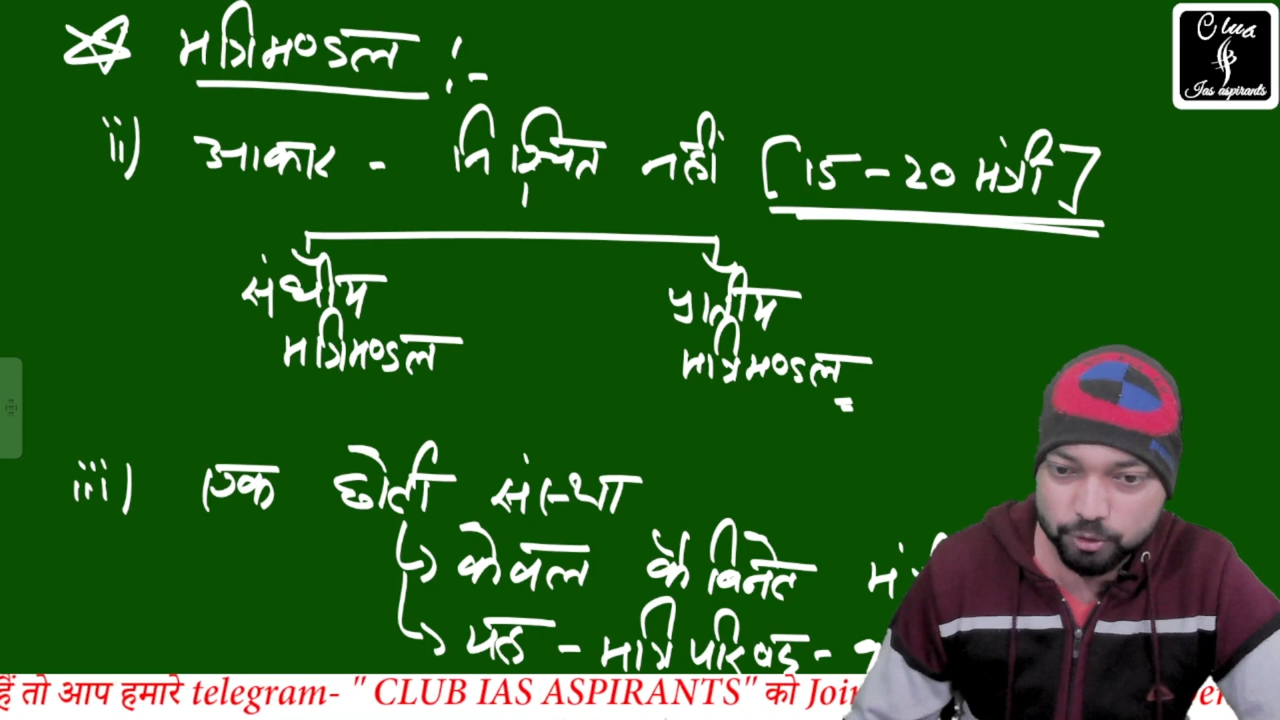 मंत्रिमण्डल :-
Club
Ias aspirants
ii) आकार - निश्चित नहीं [15-20 मंत्री]
संघीय प्रांतीय
मंत्रिमण्डल मंत्रिमण्डल
iii) एक छोटी संस्था
↳ केवल कैबिनेट
↳ यह - मंत्रिपरिषद -
हैं तो आप हमारे telegram- " CLUB IAS ASPIRANTS" को Join